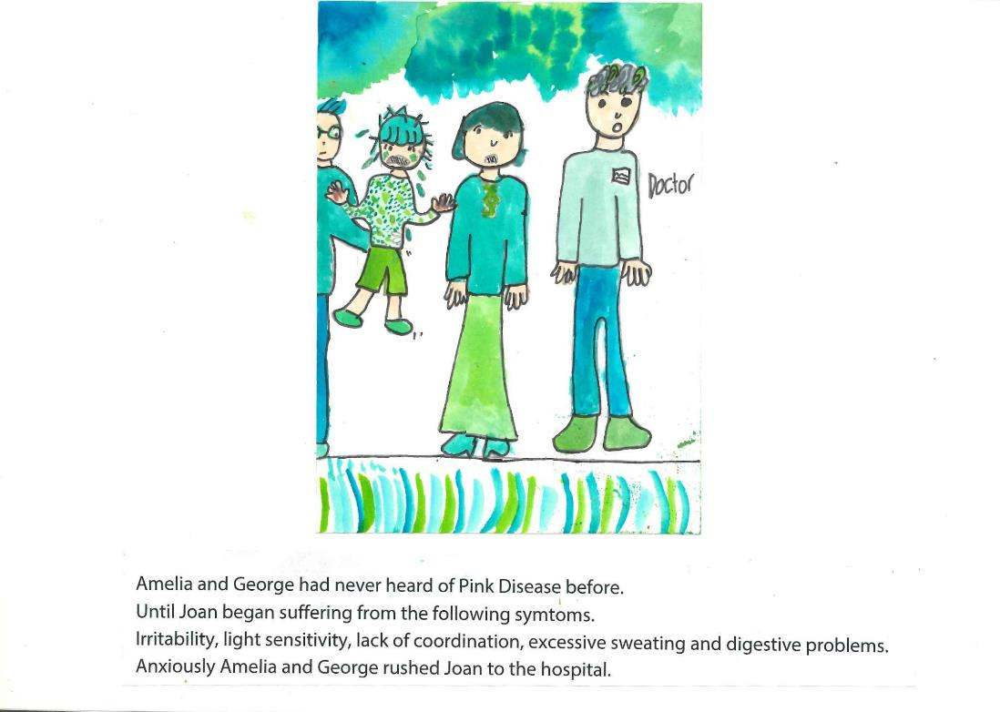 Doctor
Amelia and George had never heard of Pink Disease before.
Until Joan began suffering from the following symtoms.
Irritability, light sensitivity, lack of coordination, excessive sweating and digestive problems.
Anxiously Amelia and George rushed Joan to the hospital.